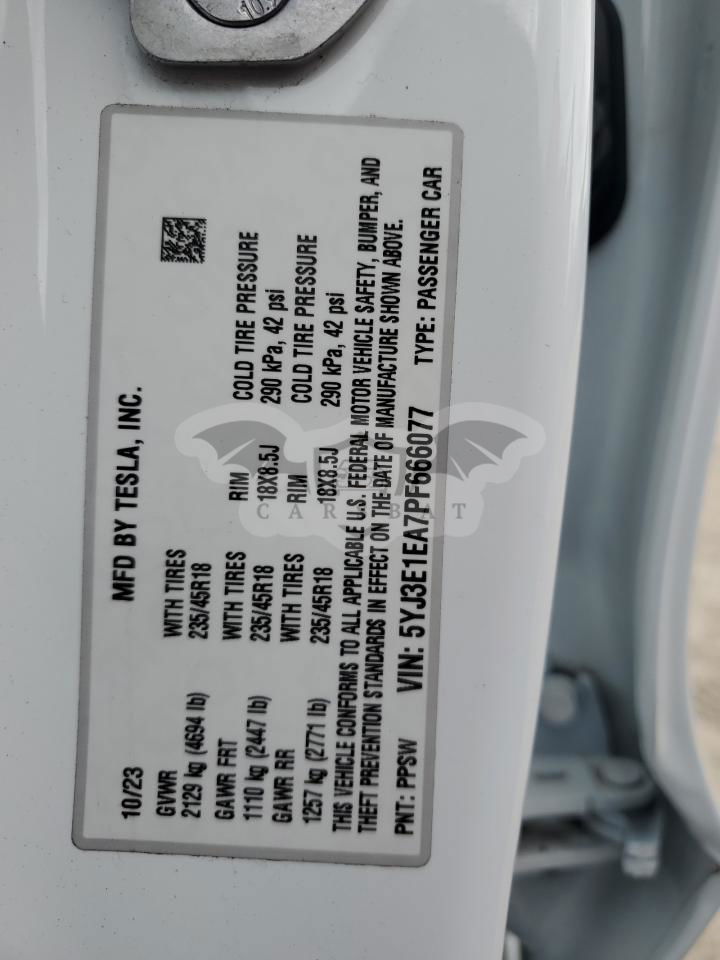 10/23 MFD BY TESLA, INC.
GVWR WITH TIRES
2129 kg (4694 lb) 235/45R18
GAWR FRT WITH TIRES RIM COLD TIRE PRESSURE
1110 kg (2447 lb) 235/45R18 18X8.5J 290 kPa, 42 psi
GAWR RR WITH TIRES RIM COLD TIRE PRESSURE
1257 kg (2771 lb) 235/45R18 18X8.5J 290 kPa, 42 psi
THIS VEHICLE CONFORMS TO ALL APPLICABLE U.S. FEDERAL MOTOR VEHICLE SAFETY, BUMPER, AND
THEFT PREVENTION STANDARDS IN EFFECT ON THE DATE OF MANUFACTURE SHOWN ABOVE.
PNT: PPSW VIN: 5YJ3E1EA7PF666077 TYPE: PASSENGER CAR
CAR BAT